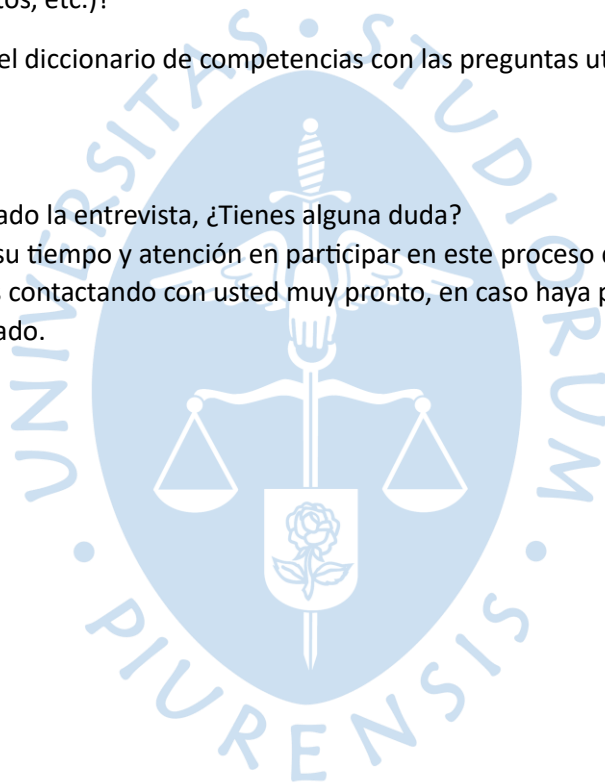 tos, etc.)?
el diccionario de competencias con las preguntas ut
ado la entrevista, ¿Tienes alguna duda?
su tiempo y atención en participar en este proceso
s contactando con usted muy pronto, en caso haya p
ado.
UNIVERSITAS • STUDIORUM • PIURENSIS •